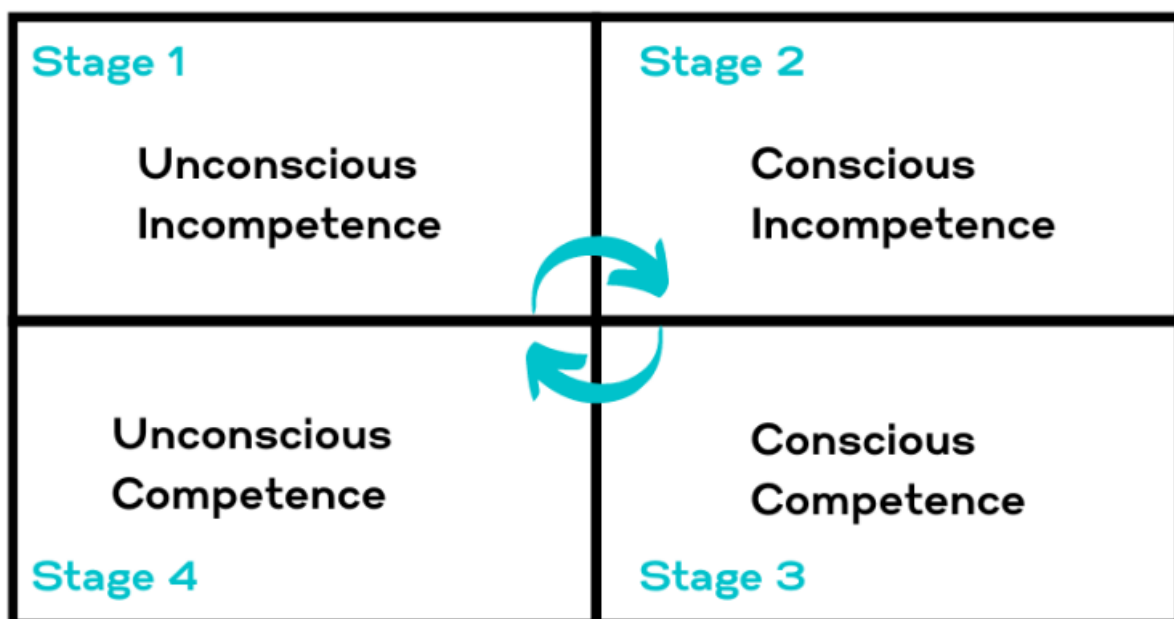 Stage 1
Unconscious
Incompetence
Stage 2
Conscious
Incompetence
Unconscious
Competence
Stage 4
Conscious
Competence
Stage 3